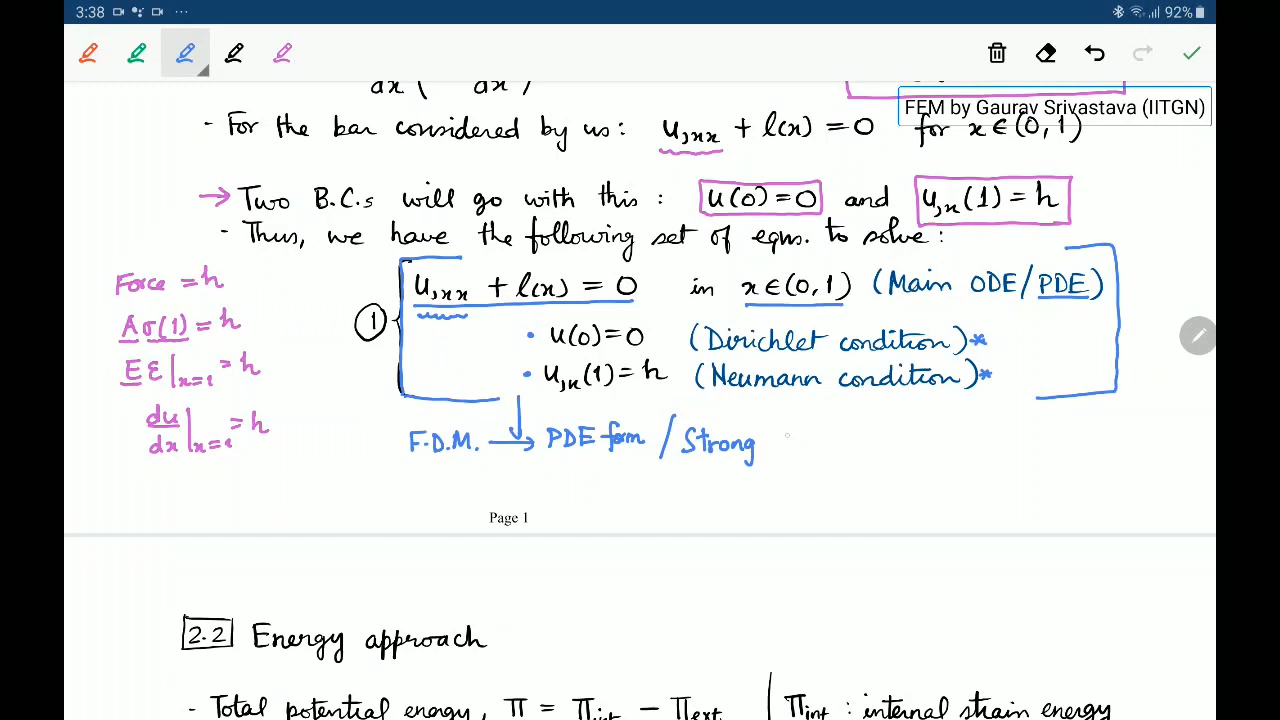 3:38 ... 92%
dx ( dx )
FEM by Gaurav Srivastava (IITGN)
- For the bar considered by us: u,xx + l(x) = 0 for x ∈ (0, 1)
→ Two B.C.s will go with this : u(0) = 0 and u,x(1) = h
- Thus, we have the following set of eqns. to solve :
Force = h
Aσ(1) = h
Eε|x=1 = h
du/dx|x=1 = h
① { u,xx + l(x) = 0 in x ∈ (0, 1) (Main ODE/PDE)
• u(0) = 0 (Dirichlet condition)*
• u,x(1) = h (Neumann condition)*
F.D.M. → PDE form / Strong
Page 1
2.2 Energy approach
- Total potential energy, Π = Πint - Πext | Πint : internal strain energy